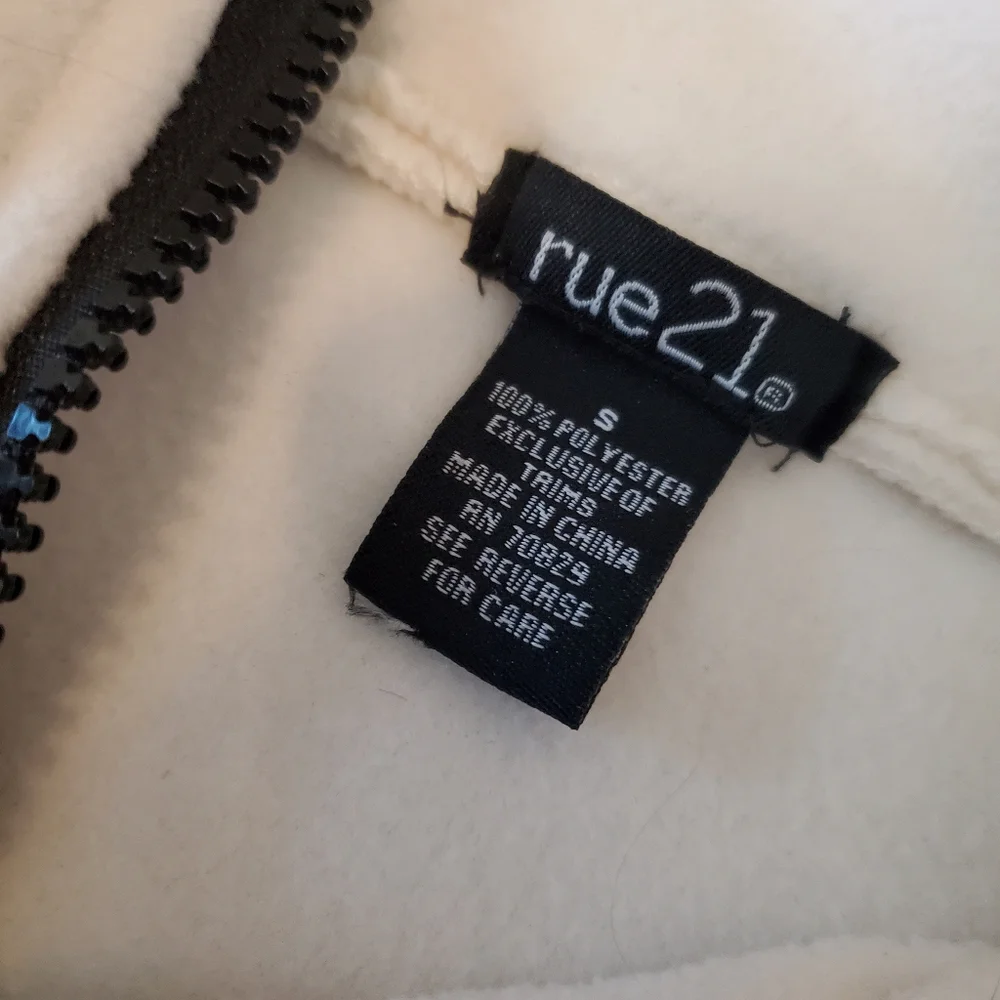 rue21®
S
100% POLYESTER
EXCLUSIVE OF
TRIMS
MADE IN CHINA
RN 70829
SEE REVERSE
FOR CARE